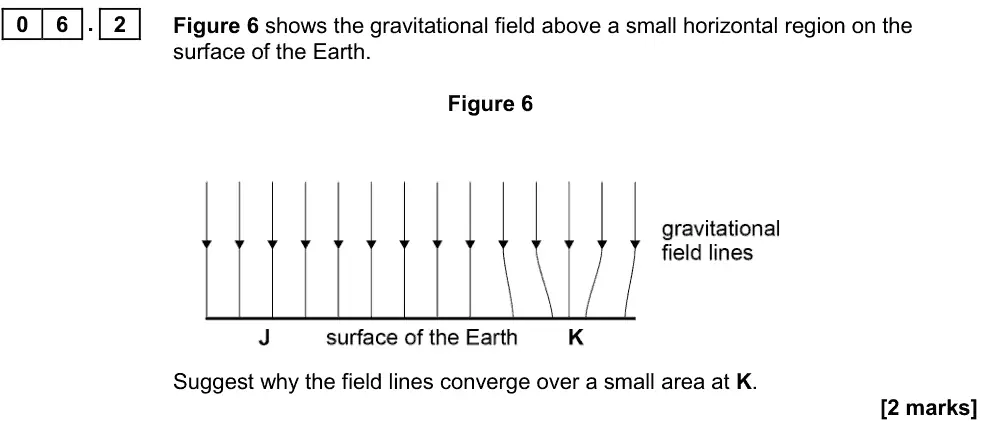 0 6 . 2 Figure 6 shows the gravitational field above a small horizontal region on the
surface of the Earth.
Figure 6
gravitational
field lines
J surface of the Earth K
Suggest why the field lines converge over a small area at K.
[2 marks]